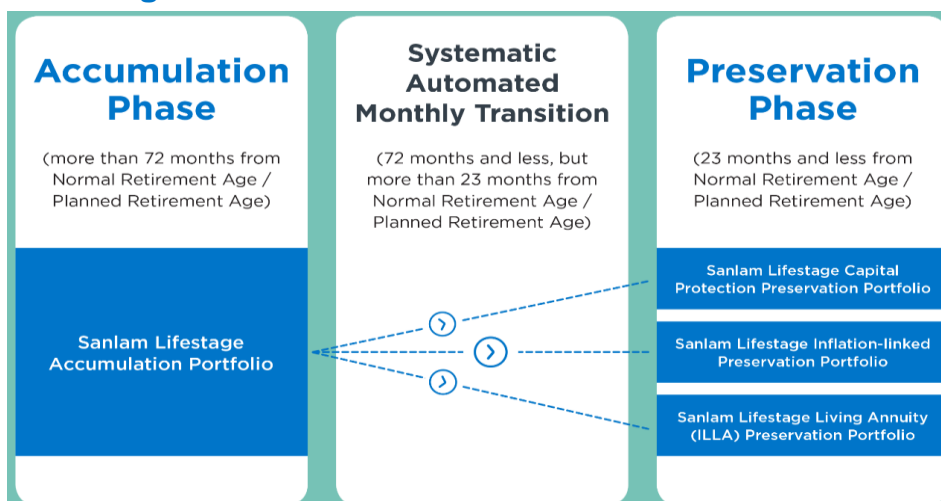 Accumulation
Phase
(more than 72 months from
Normal Retirement Age /
Planned Retirement Age)
Sanlam Lifestage
Accumulation Portfolio
Systematic
Automated
Monthly Transition
(72 months and less, but
more than 23 months from
Normal Retirement Age /
Planned Retirement Age)
Preservation
Phase
(23 months and less from
Normal Retirement Age /
Planned Retirement Age)
Sanlam Lifestage Capital
Protection Preservation Portfolio
Sanlam Lifestage Inflation-linked
Preservation Portfolio
Sanlam Lifestage Living Annuity
(ILLA) Preservation Portfolio